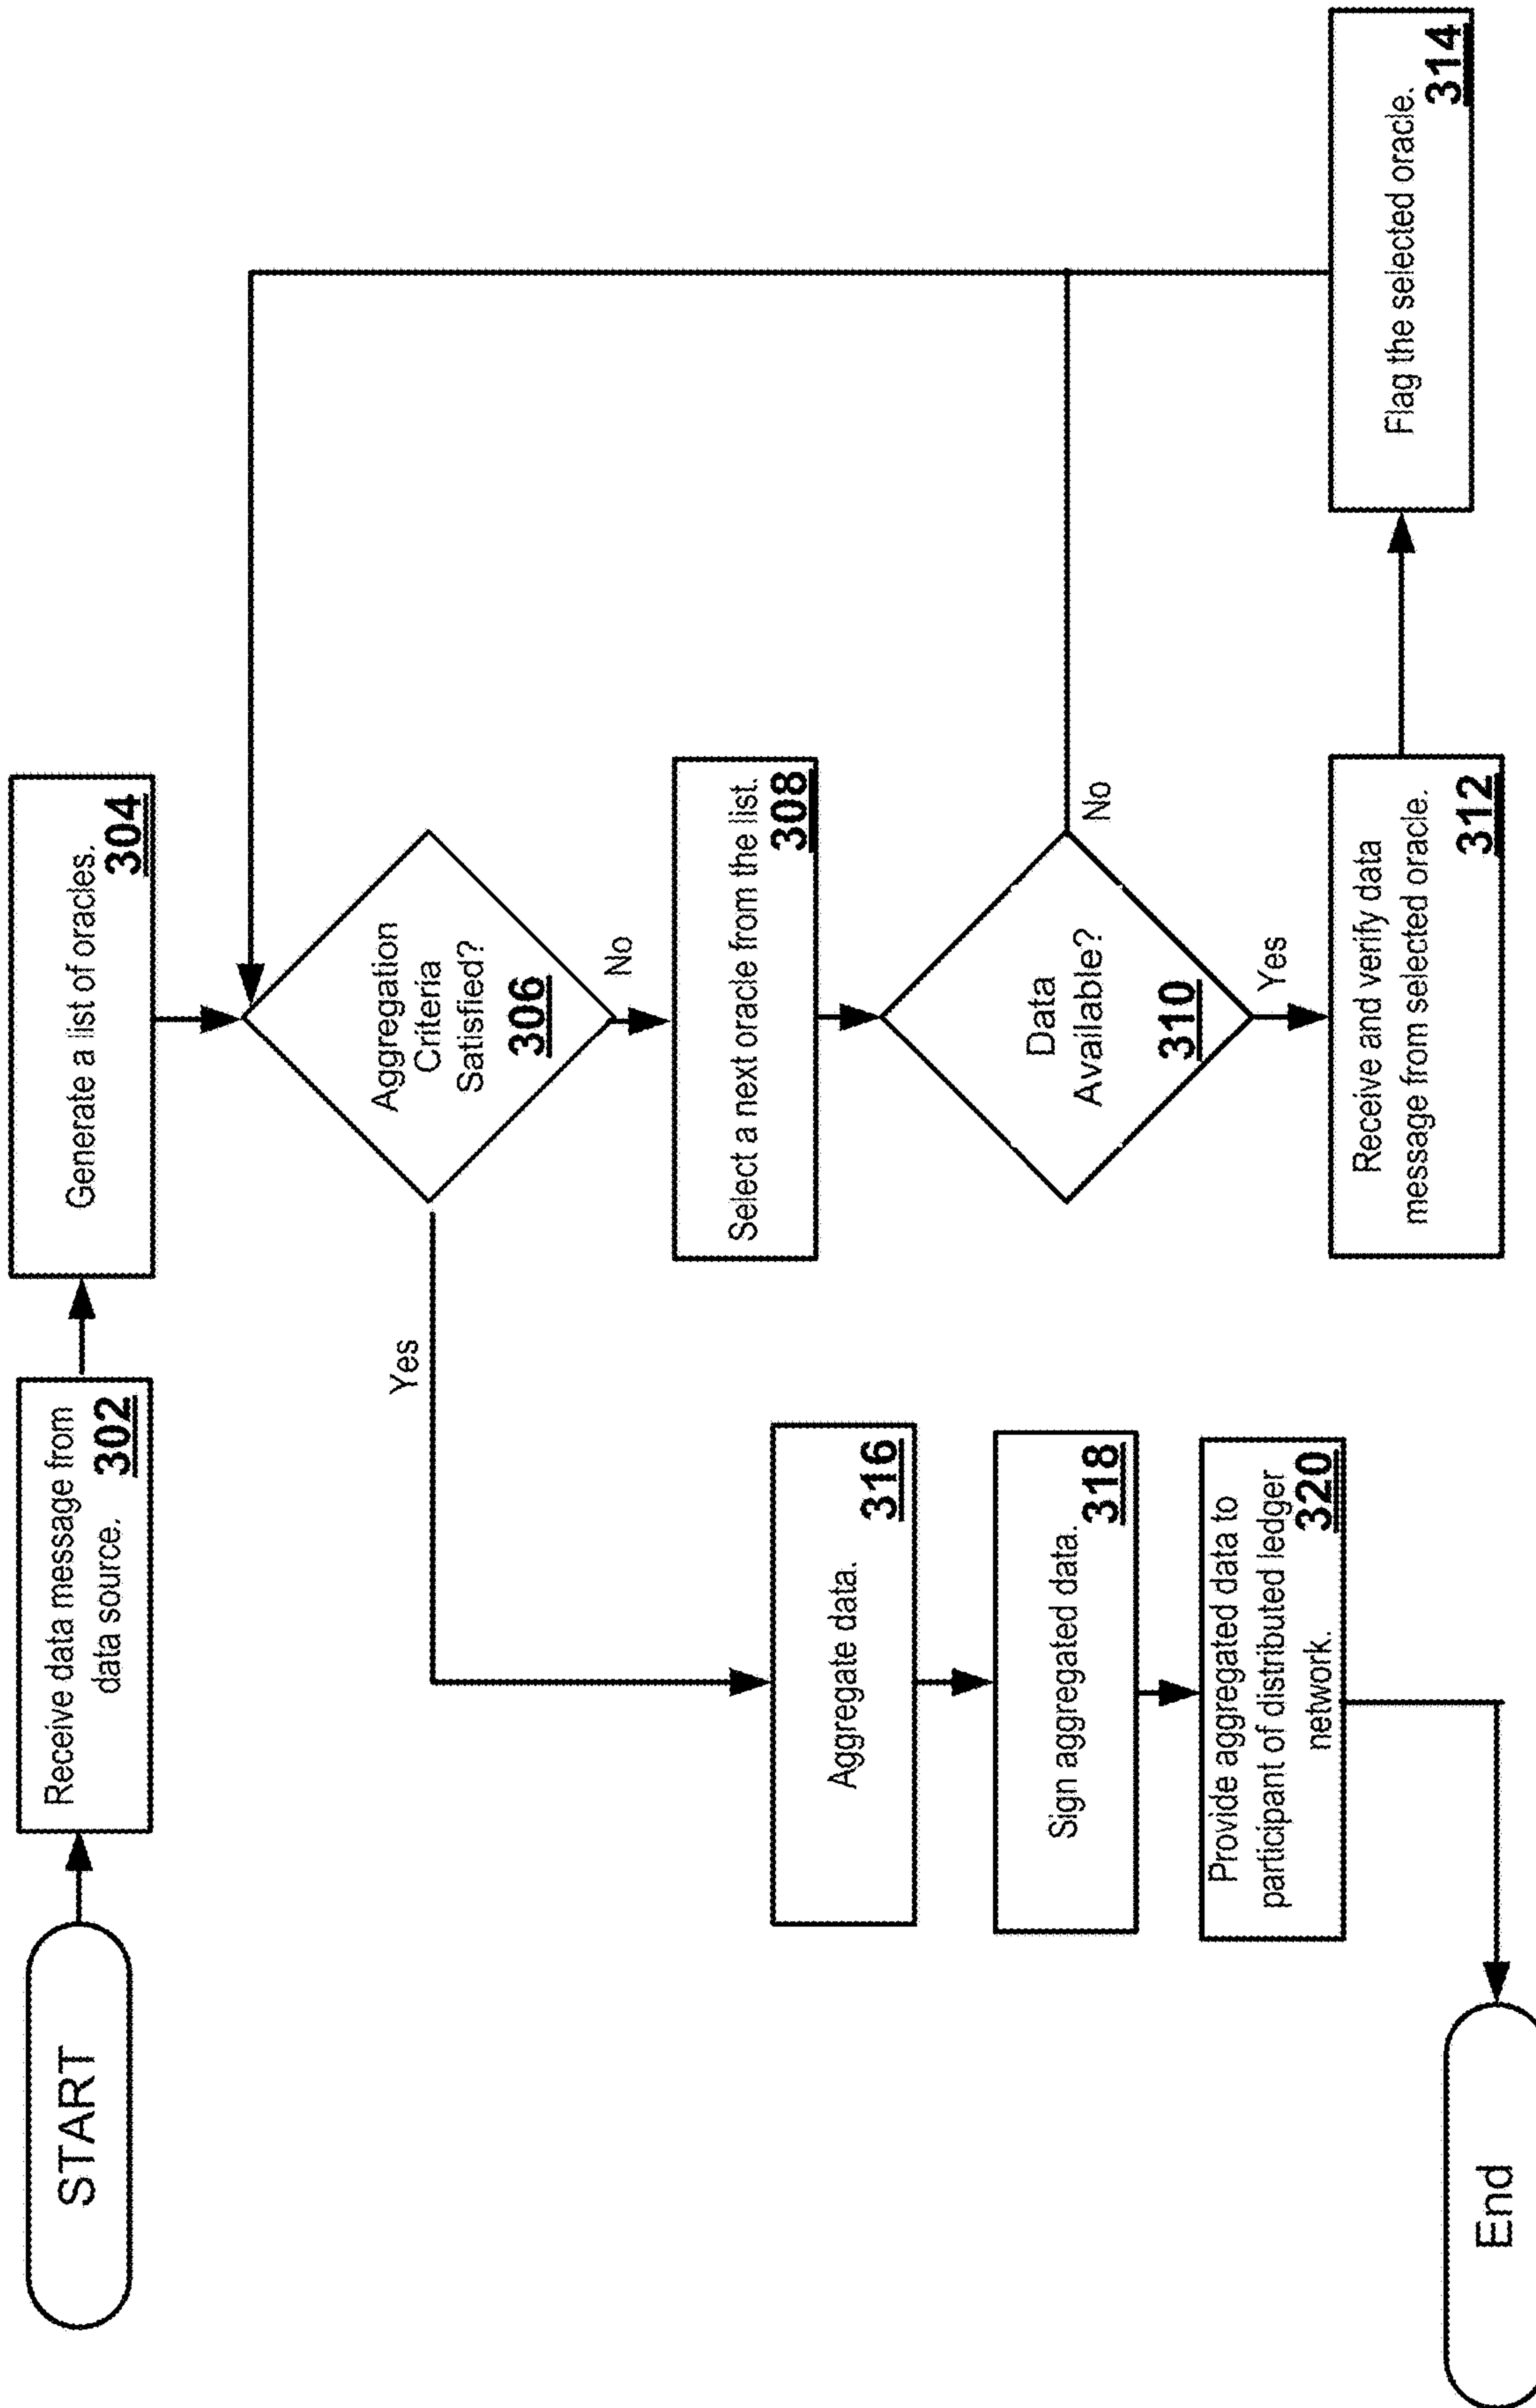 START
Receive data message from
data source.
302
Generate a list of oracles.
304
Aggregation
Criteria
Satisfied?
306
Yes
No
Select a next oracle from the list.
308
Data
Available?
310
No
Yes
Receive and verify data
message from selected oracle.
312
Flag the selected oracle.
314
Aggregate data.
316
Sign aggregated data.
318
Provide aggregated data to
participant of distributed ledger
network.
320
End